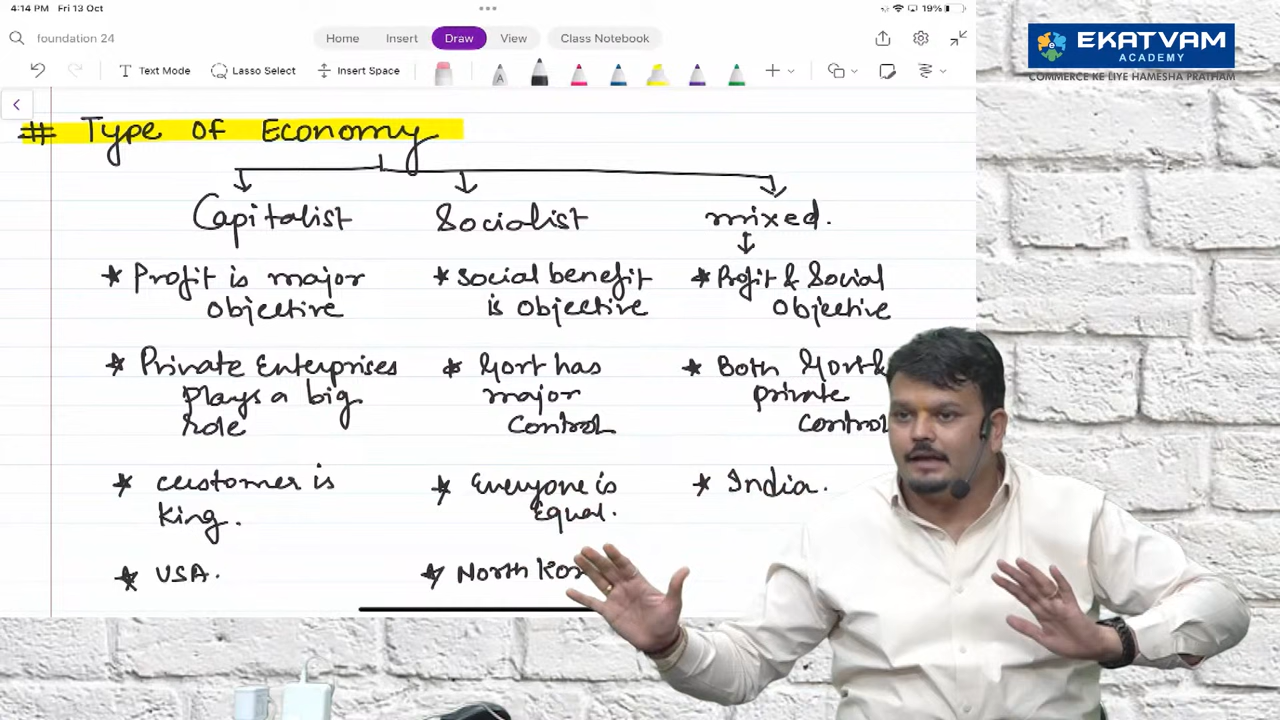 4:14 PM Fri 13 Oct
19%
foundation 24
Home Insert Draw View Class Notebook
Text Mode Lasso Select Insert Space
EKATVAM
ACADEMY
COMMERCE KE LIYE HAMESHA PRATHAM
# Type of Economy
Capitalist Socialist mixed.
* Profit is major
objective
* Social benefit
is objective
* Profit & Social
objective
* Private Enterprises
plays a big
role
* Govt has
major
control
* Both Govt &
private
control
* customer is
king.
* Everyone is
Equal.
* India.
* USA.
* North